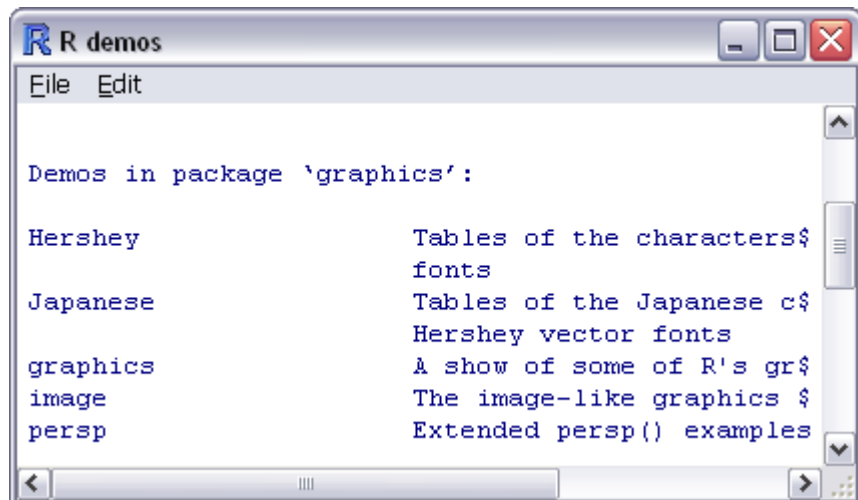 R demos
File Edit
Demos in package `graphics':
Hershey Tables of the characters$
fonts
Japanese Tables of the Japanese c$
Hershey vector fonts
graphics A show of some of R's gr$
image The image-like graphics $
persp Extended persp() examples